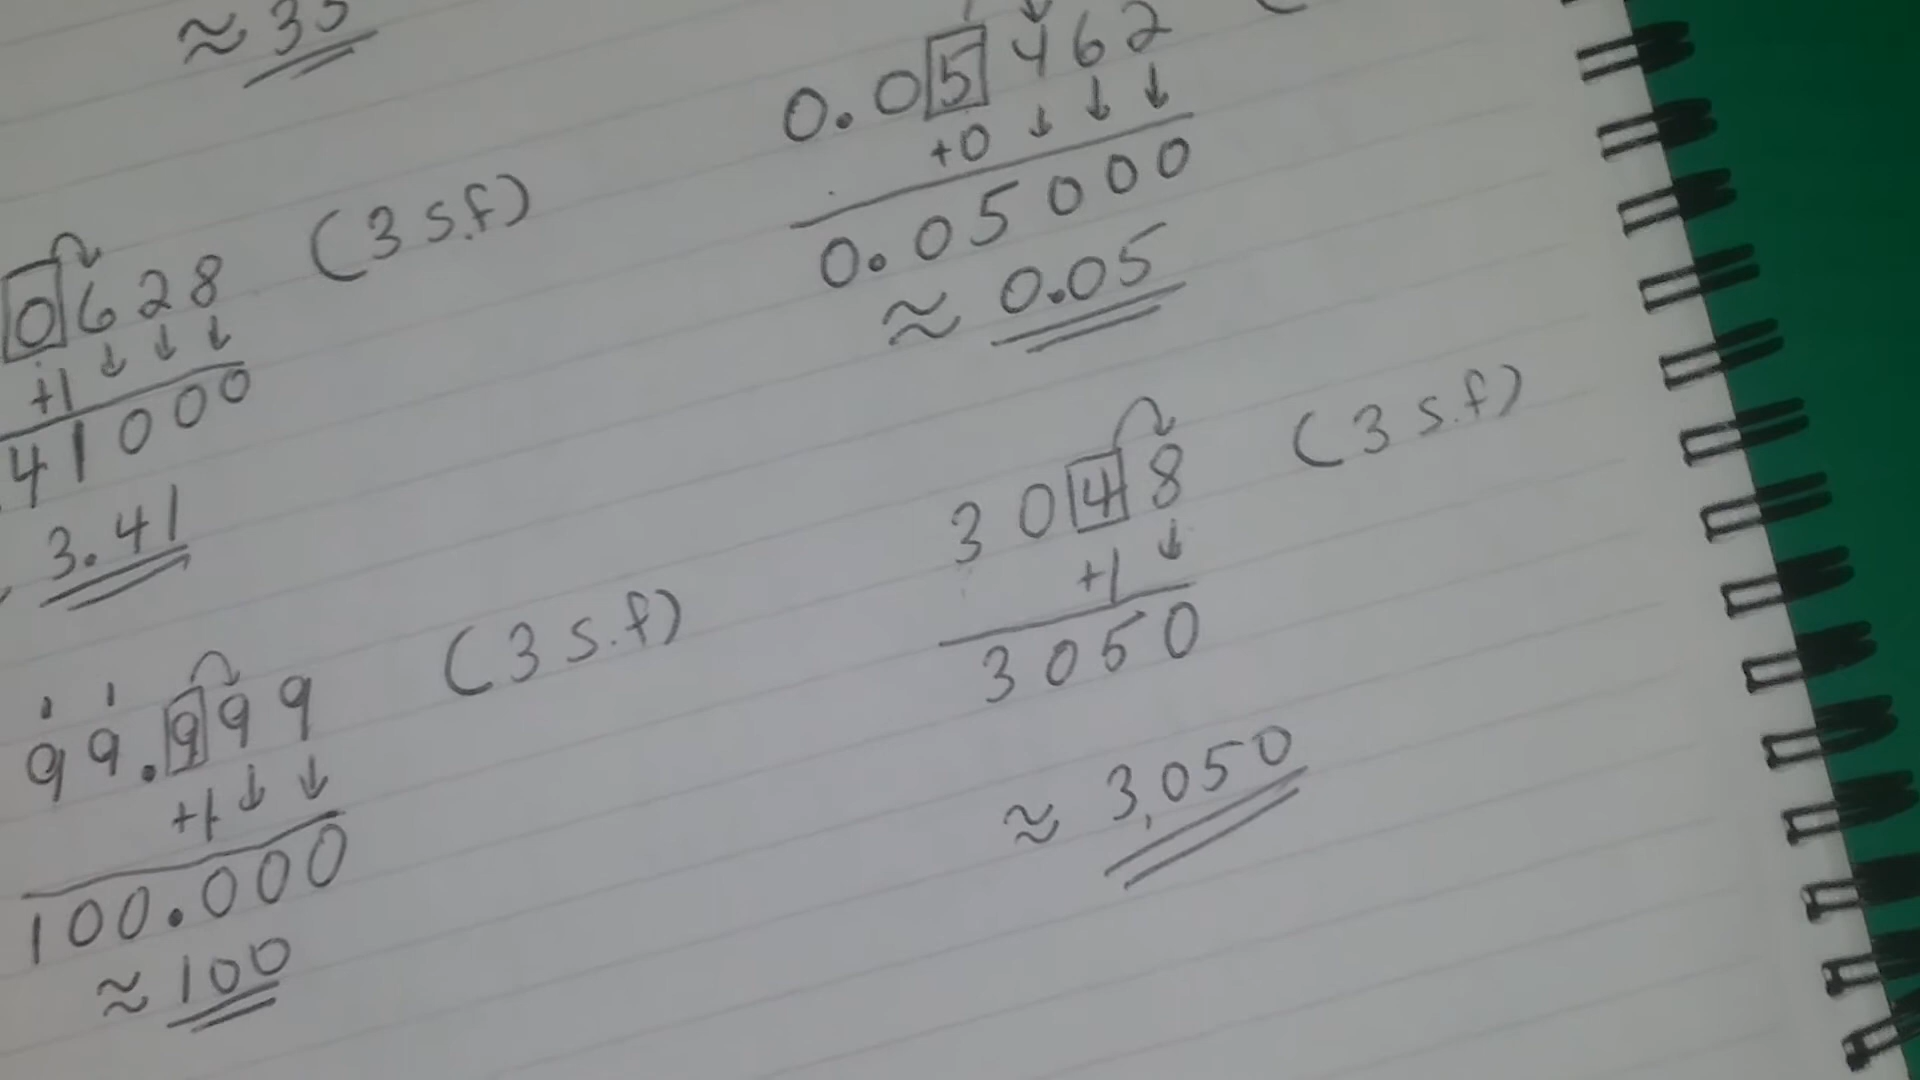 ≈ 35
0.05462
+0 ↓ ↓ ↓
0.05000
≈ 0.05
0628 (3 s.f)
+1 ↓ ↓ ↓
41000
3.41
3048 (3 s.f)
+1 ↓
3050
≈ 3,050
99.999 (3 s.f)
+1 ↓ ↓
100.000
≈ 100